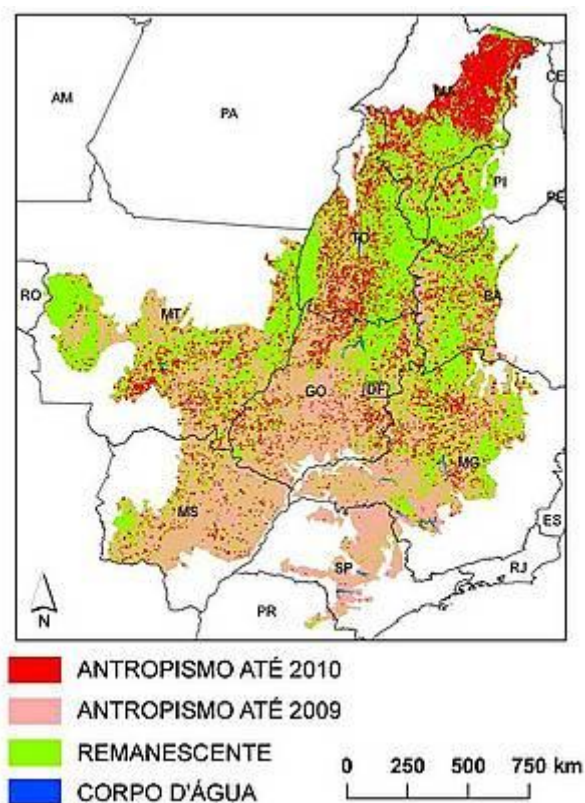 AM
PA
MA
CE
PI
PE
TO
BA
RO
MT
GO
DF
MG
MS
ES
SP
RJ
PR
N
ANTROPISMO ATÉ 2010
ANTROPISMO ATÉ 2009
REMANESCENTE
CORPO D'ÁGUA
0 250 500 750 km